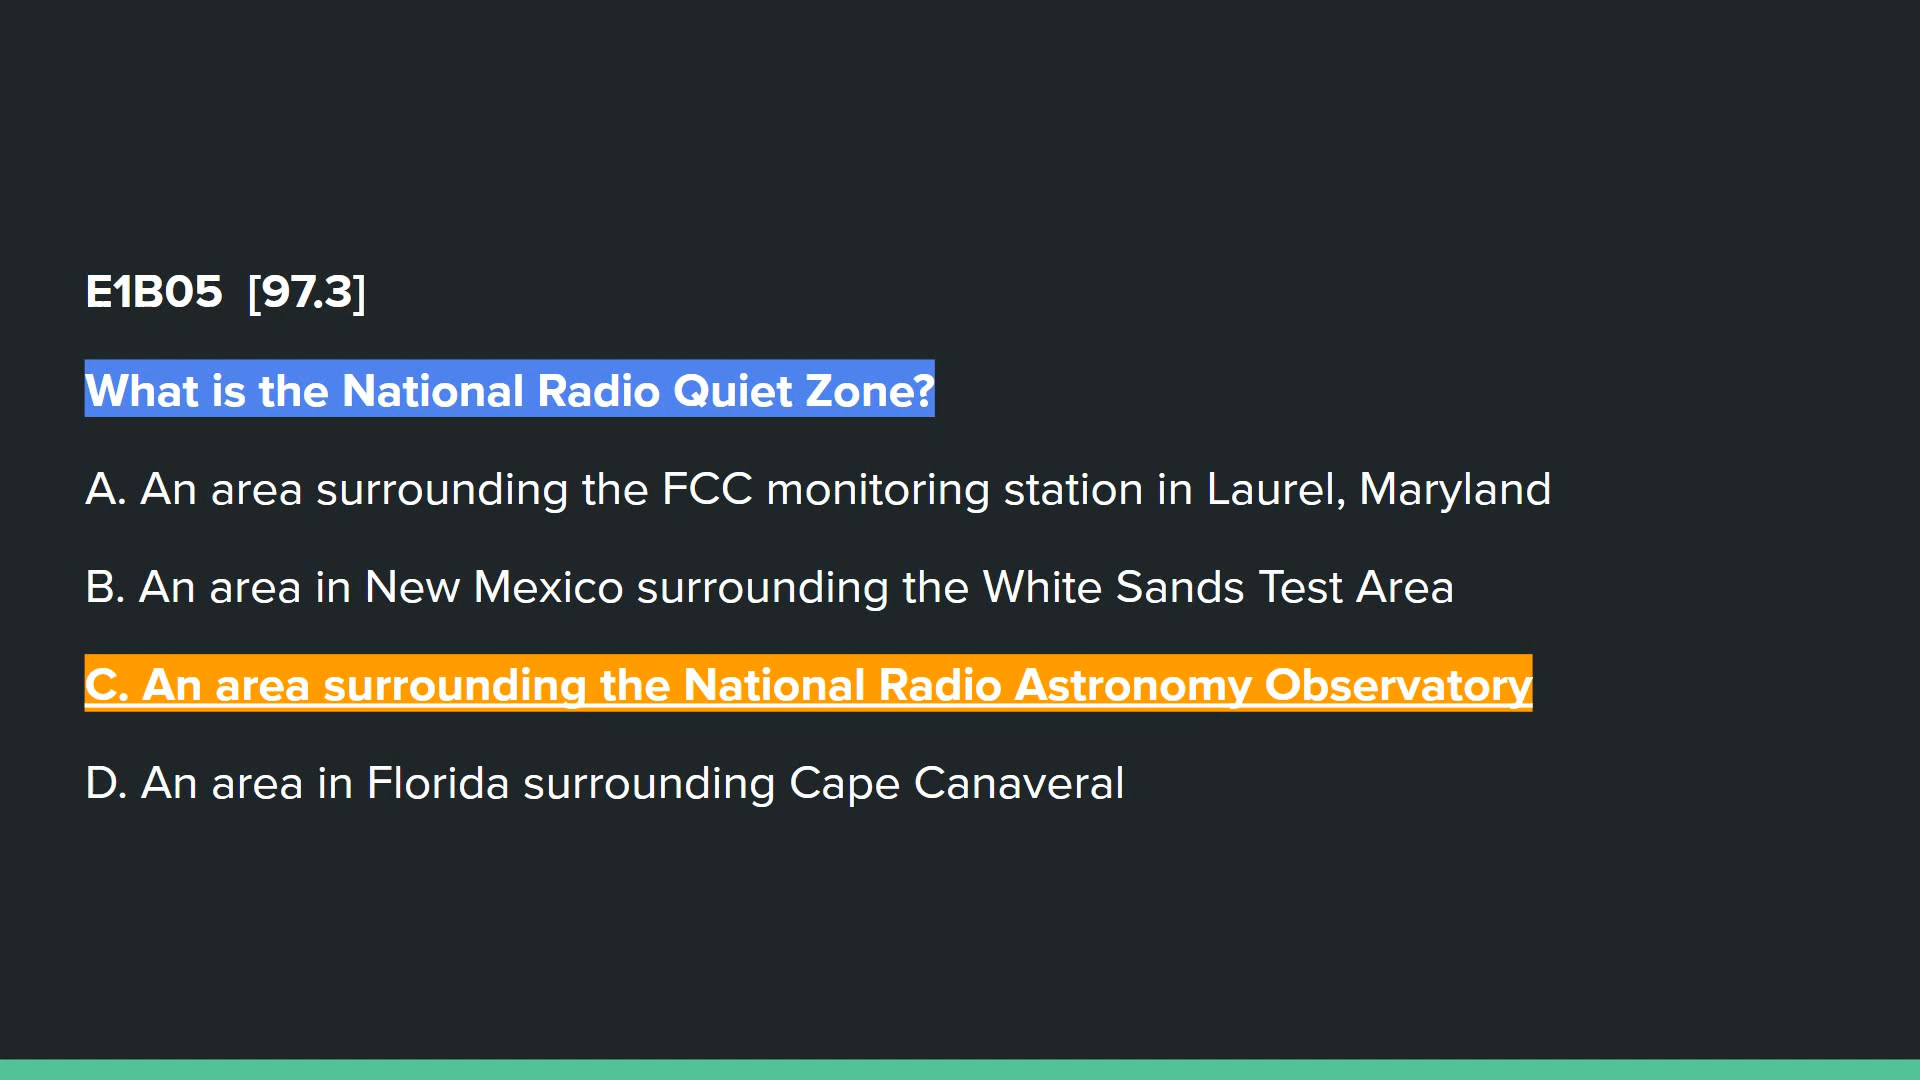 E1B05 [97.3]
What is the National Radio Quiet Zone?
A. An area surrounding the FCC monitoring station in Laurel, Maryland
B. An area in New Mexico surrounding the White Sands Test Area
C. An area surrounding the National Radio Astronomy Observatory
D. An area in Florida surrounding Cape Canaveral